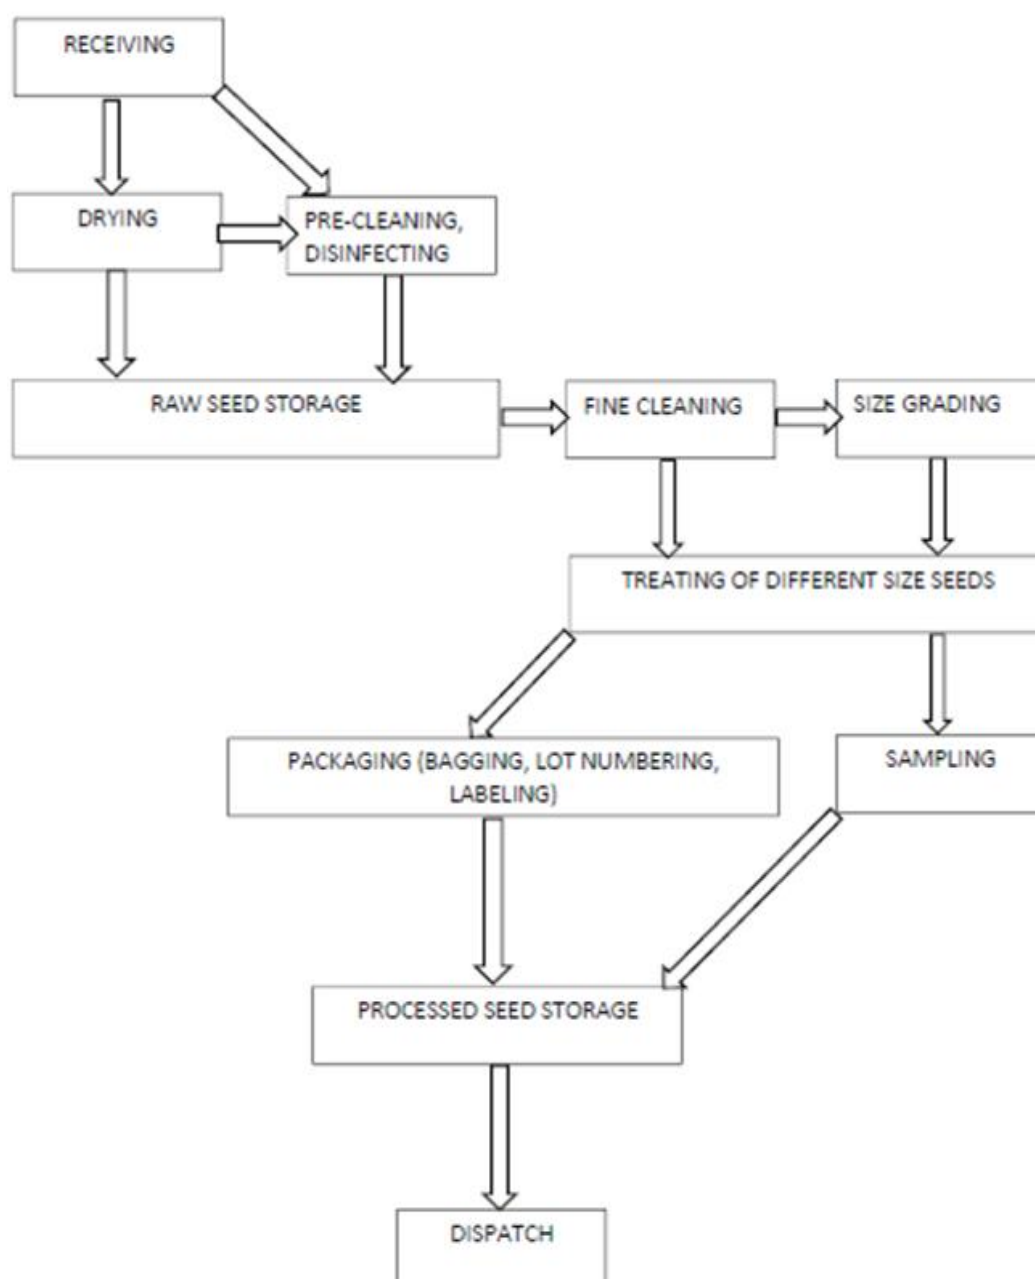 RECEIVING
DRYING
PRE-CLEANING,
DISINFECTING
RAW SEED STORAGE
FINE CLEANING
SIZE GRADING
TREATING OF DIFFERENT SIZE SEEDS
PACKAGING (BAGGING, LOT NUMBERING,
LABELING)
SAMPLING
PROCESSED SEED STORAGE
DISPATCH